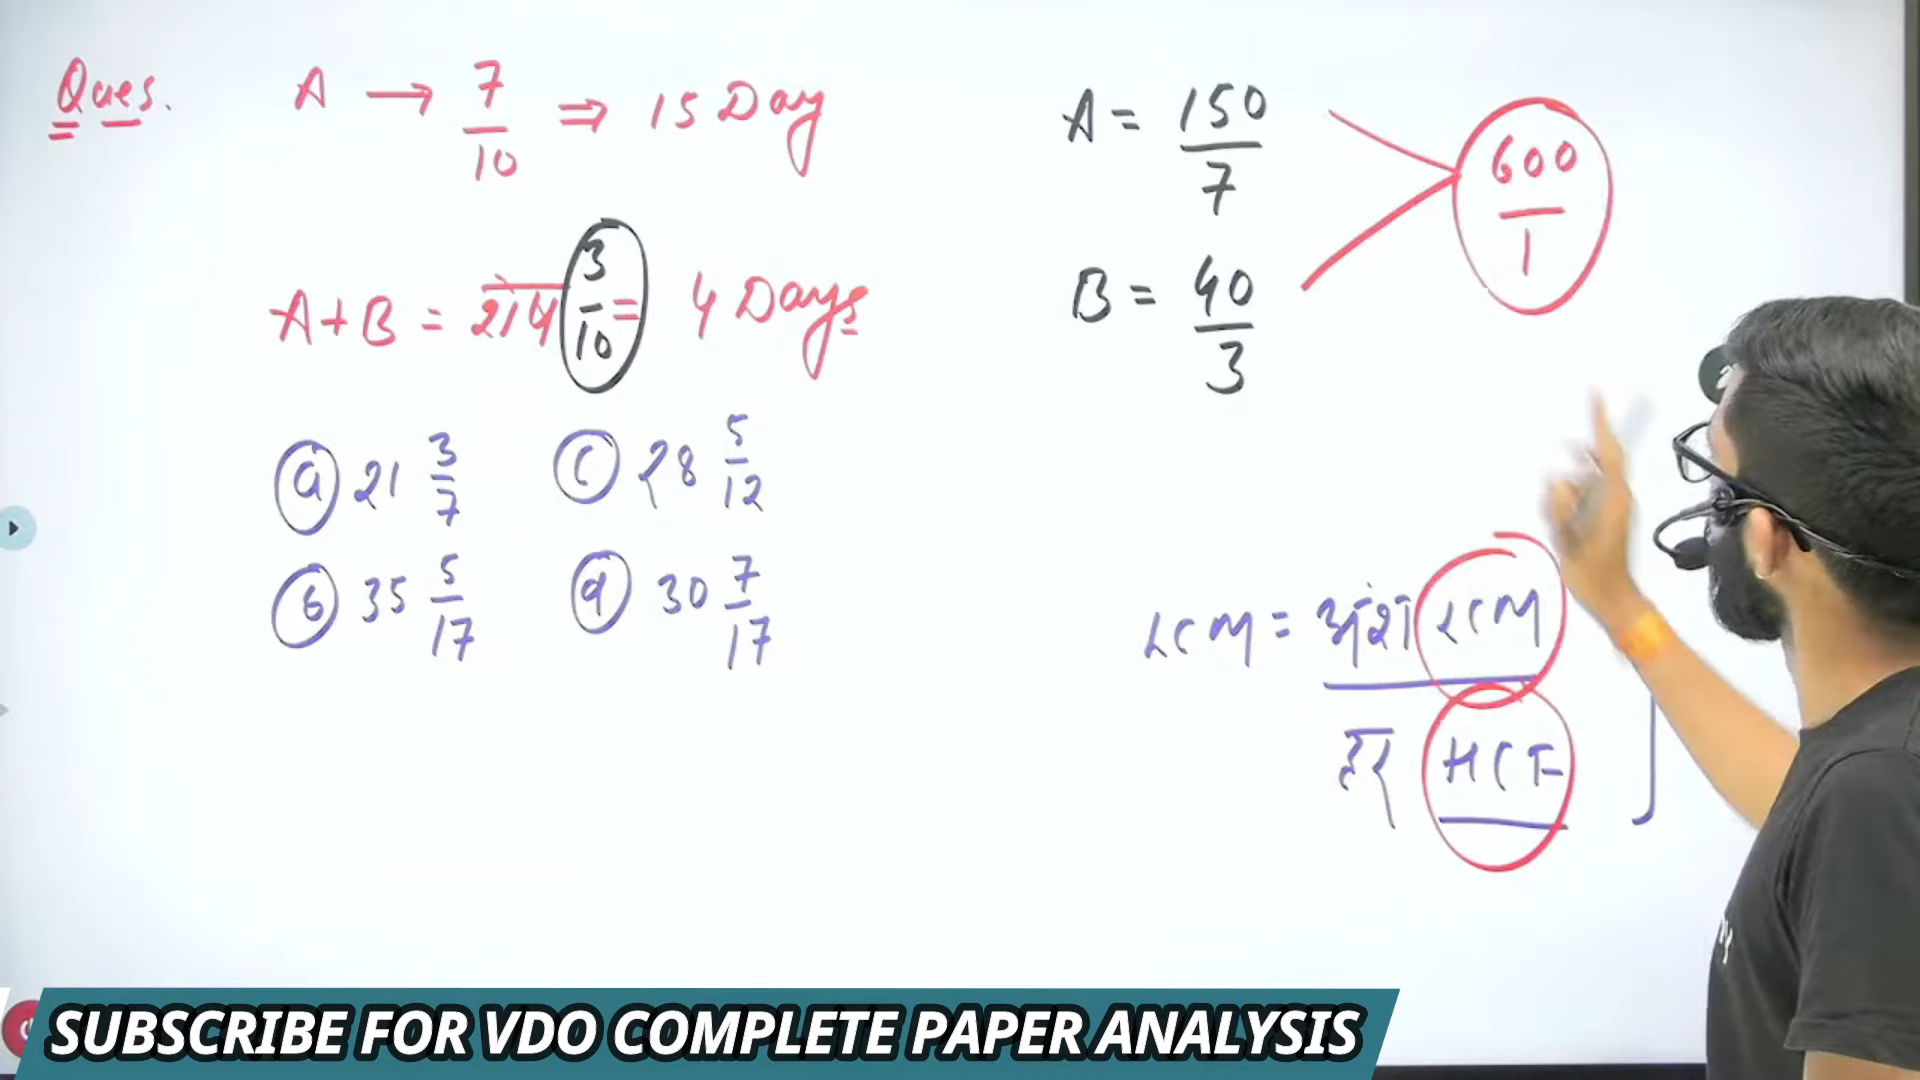 Ques. A → 7/10 ⇒ 15 Day
A+B = शेष 3/10 = 4 Days
(a) 21 3/7 (c) 28 5/12
(b) 35 5/17 (d) 30 7/17
A = 150/7
B = 40/3
600/1
LCM = अंश LCM
हर HCF
SUBSCRIBE FOR VDO COMPLETE PAPER ANALYSIS